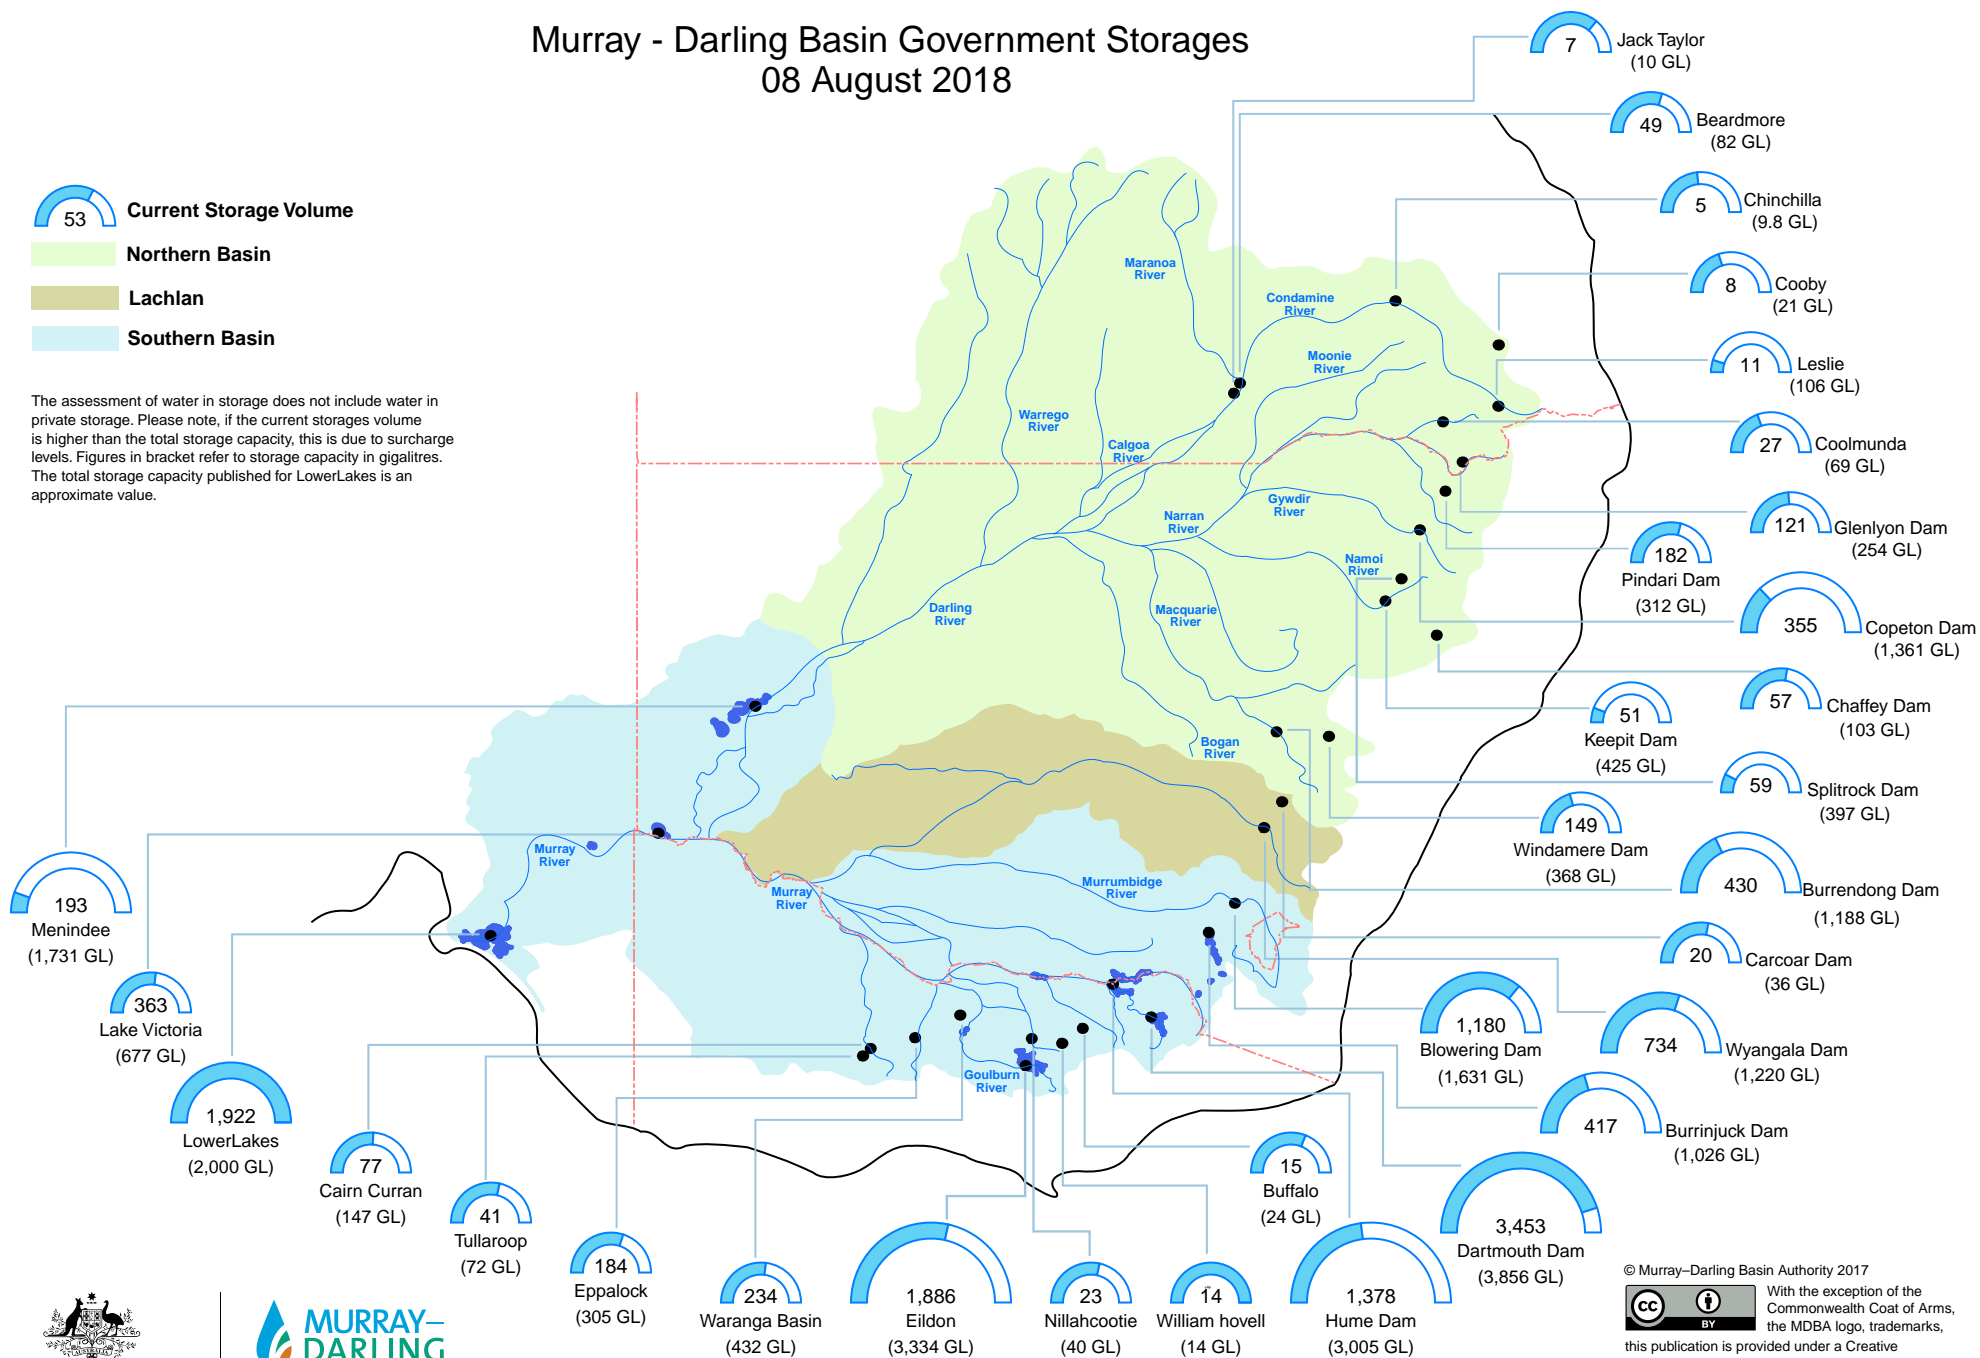 Murray - Darling Basin Government Storages
08 August 2018
53
Current Storage Volume
Northern Basin
Lachlan
Southern Basin
The assessment of water in storage does not include water in
private storage. Please note, if the current storages volume
is higher than the total storage capacity, this is due to surcharge
levels. Figures in bracket refer to storage capacity in gigalitres.
The total storage capacity published for LowerLakes is an
approximate value.
7
Jack Taylor
(10 GL)
49
Beardmore
(82 GL)
5
Chinchilla
(9.8 GL)
8
Cooby
(21 GL)
11
Leslie
(106 GL)
27
Coolmunda
(69 GL)
121
Glenlyon Dam
(254 GL)
182
Pindari Dam
(312 GL)
355
Copeton Dam
(1,361 GL)
57
Chaffey Dam
(103 GL)
51
Keepit Dam
(425 GL)
59
Splitrock Dam
(397 GL)
149
Windamere Dam
(368 GL)
430
Burrendong Dam
(1,188 GL)
20
Carcoar Dam
(36 GL)
1,180
Blowering Dam
(1,631 GL)
734
Wyangala Dam
(1,220 GL)
417
Burrinjuck Dam
(1,026 GL)
3,453
Dartmouth Dam
(3,856 GL)
15
Buffalo
(24 GL)
1,378
Hume Dam
(3,005 GL)
14
William hovell
(14 GL)
23
Nillahcootie
(40 GL)
1,886
Eildon
(3,334 GL)
234
Waranga Basin
(432 GL)
184
Eppalock
(305 GL)
41
Tullaroop
(72 GL)
77
Cairn Curran
(147 GL)
1,922
LowerLakes
(2,000 GL)
363
Lake Victoria
(677 GL)
193
Menindee
(1,731 GL)
Maranoa
River
Condamine
River
Moonie
River
Warrego
River
Calgoa
River
Gywdir
River
Narran
River
Namoi
River
Darling
River
Macquarie
River
Bogan
River
Murray
River
Murray
River
Murrumbidge
River
Goulburn
River
AUSTRALIA
MURRAY–
DARLING
© Murray–Darling Basin Authority 2017
cc
BY
With the exception of the
Commonwealth Coat of Arms,
the MDBA logo, trademarks,
this publication is provided under a Creative